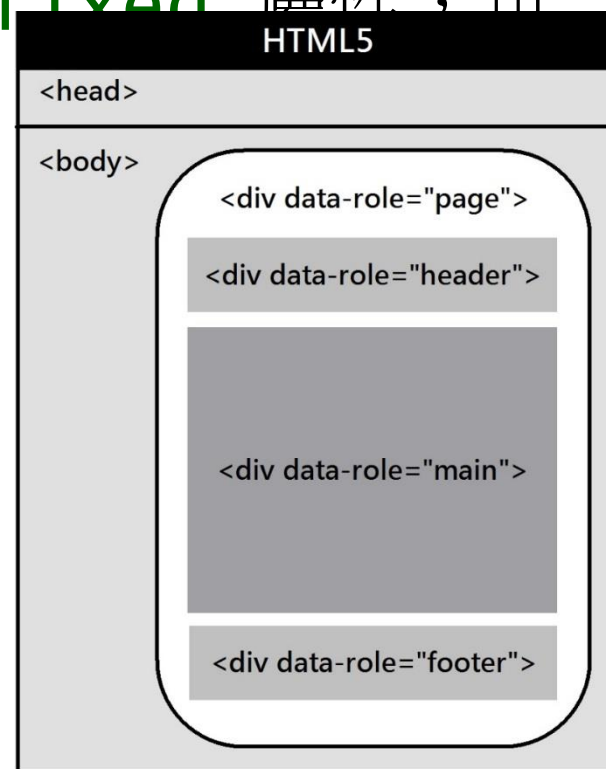 HTML5
<head>
<body>
<div data-role="page">
<div data-role="header">
<div data-role="main">
<div data-role="footer">